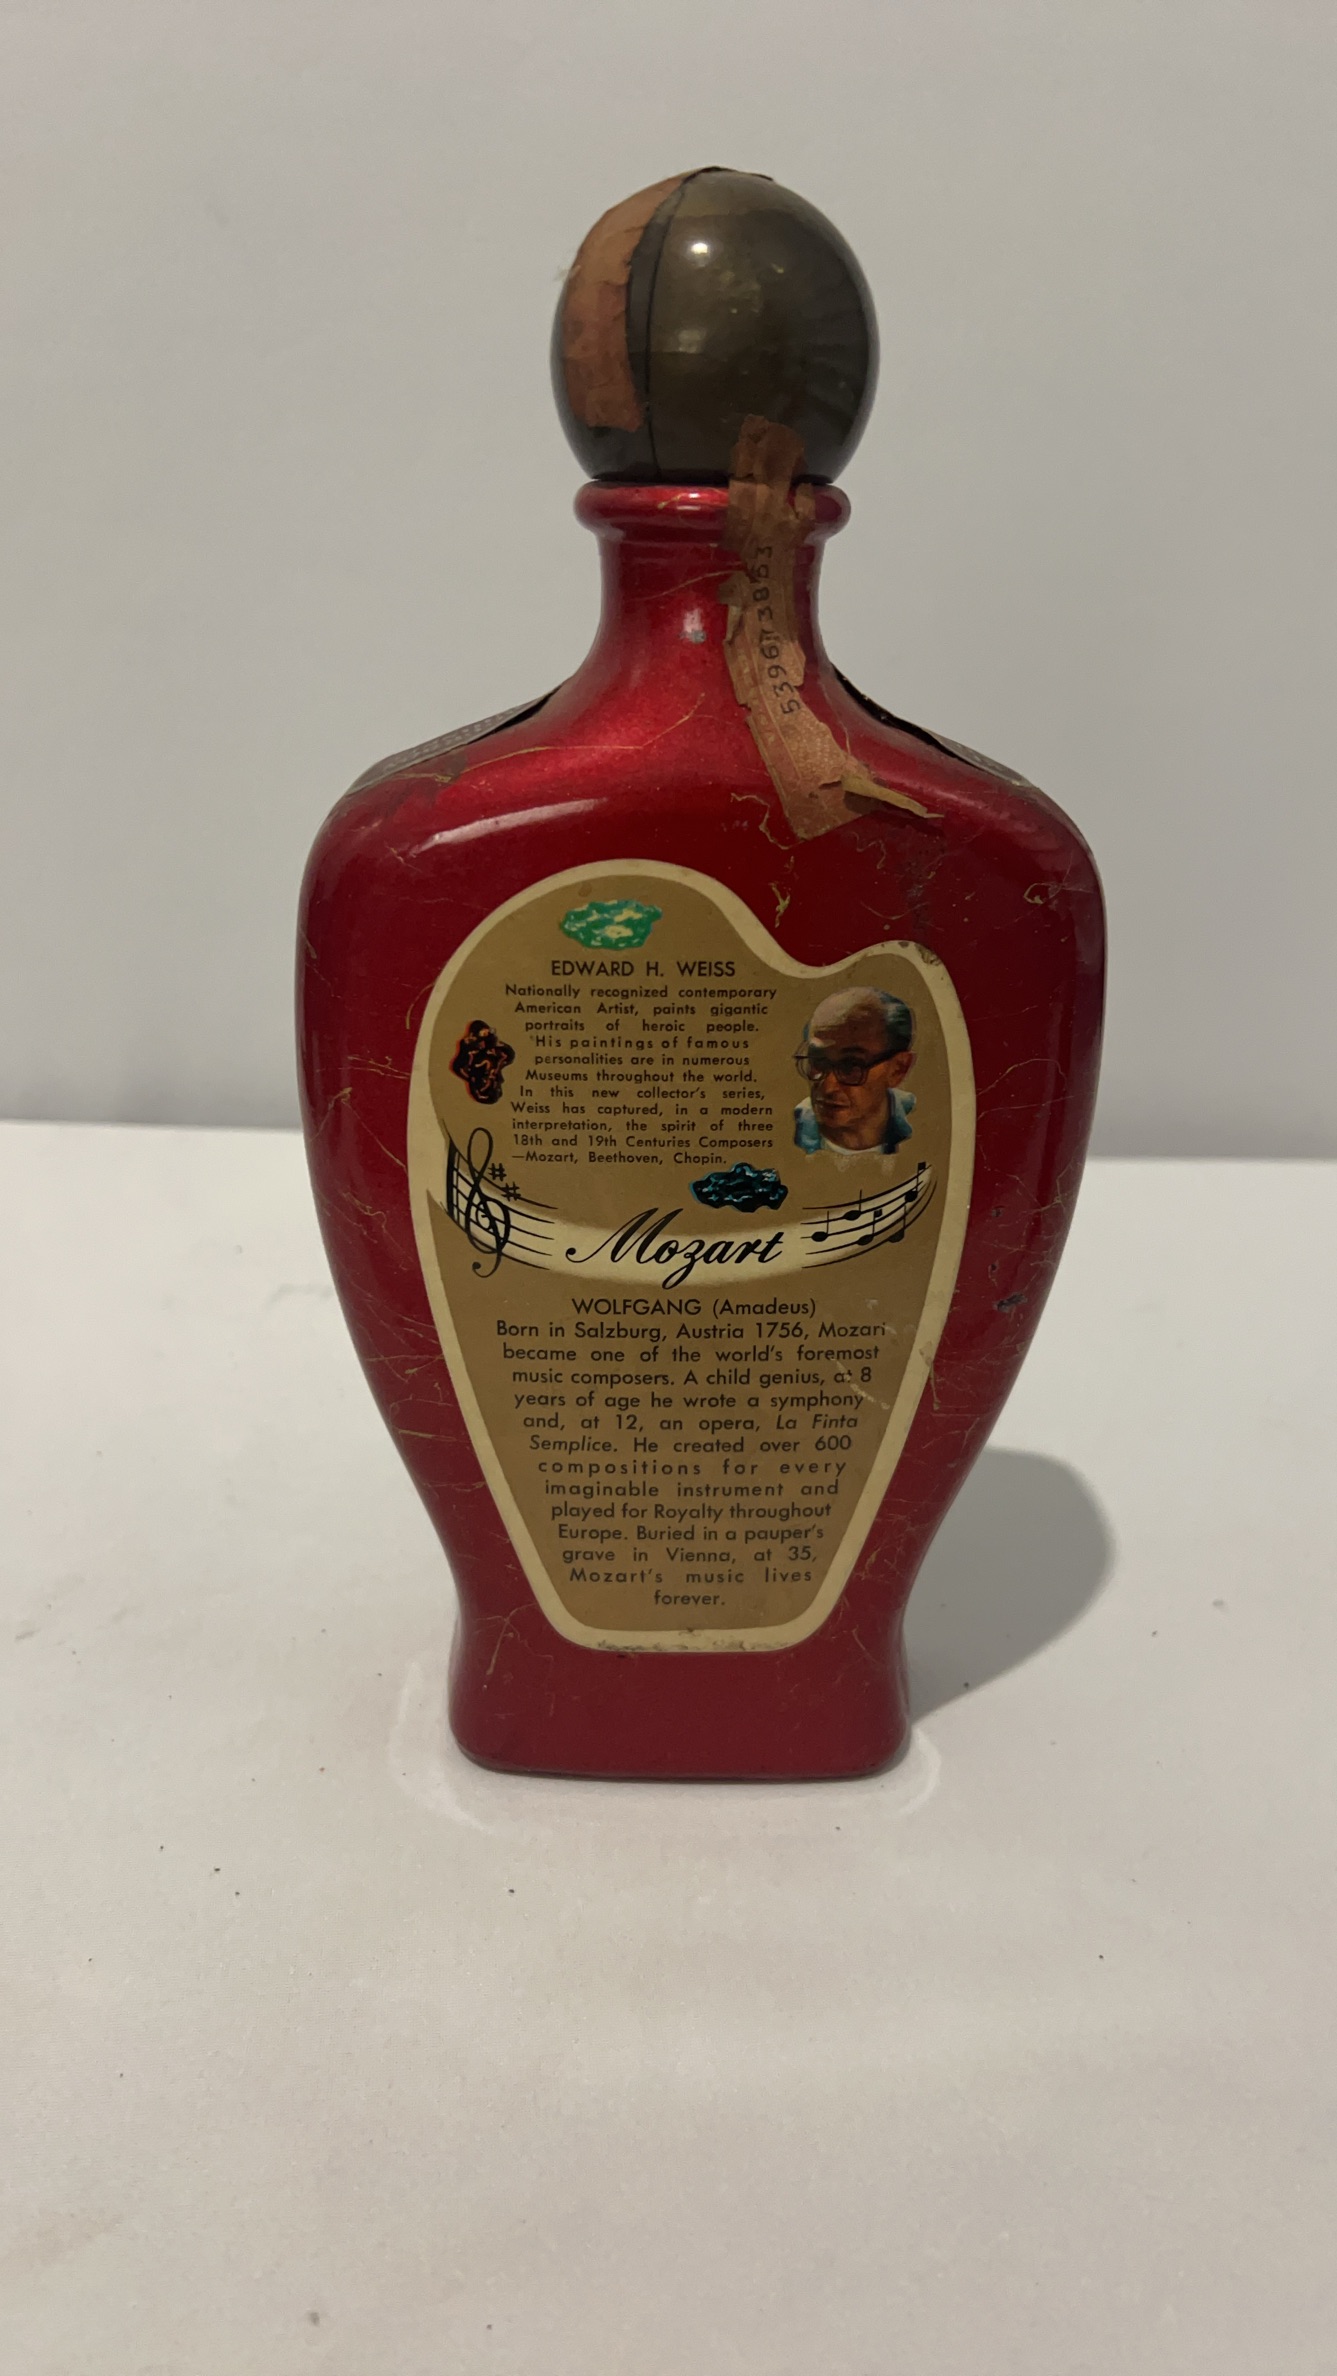 539673853
EDWARD H. WEISS
Nationally recognized contemporary
American Artist, paints gigantic
portraits of heroic people.
His paintings of famous
personalities are in numerous
Museums throughout the world.
In this new collector's series,
Weiss has captured, in a modern
interpretation, the spirit of three
18th and 19th Centuries Composers
—Mozart, Beethoven, Chopin.
Mozart
WOLFGANG (Amadeus)
Born in Salzburg, Austria 1756, Mozart
became one of the world's foremost
music composers. A child genius, at 8
years of age he wrote a symphony
and, at 12, an opera, La Finta
Semplice. He created over 600
compositions for every
imaginable instrument and
played for Royalty throughout
Europe. Buried in a pauper's
grave in Vienna, at 35,
Mozart's music lives
forever.